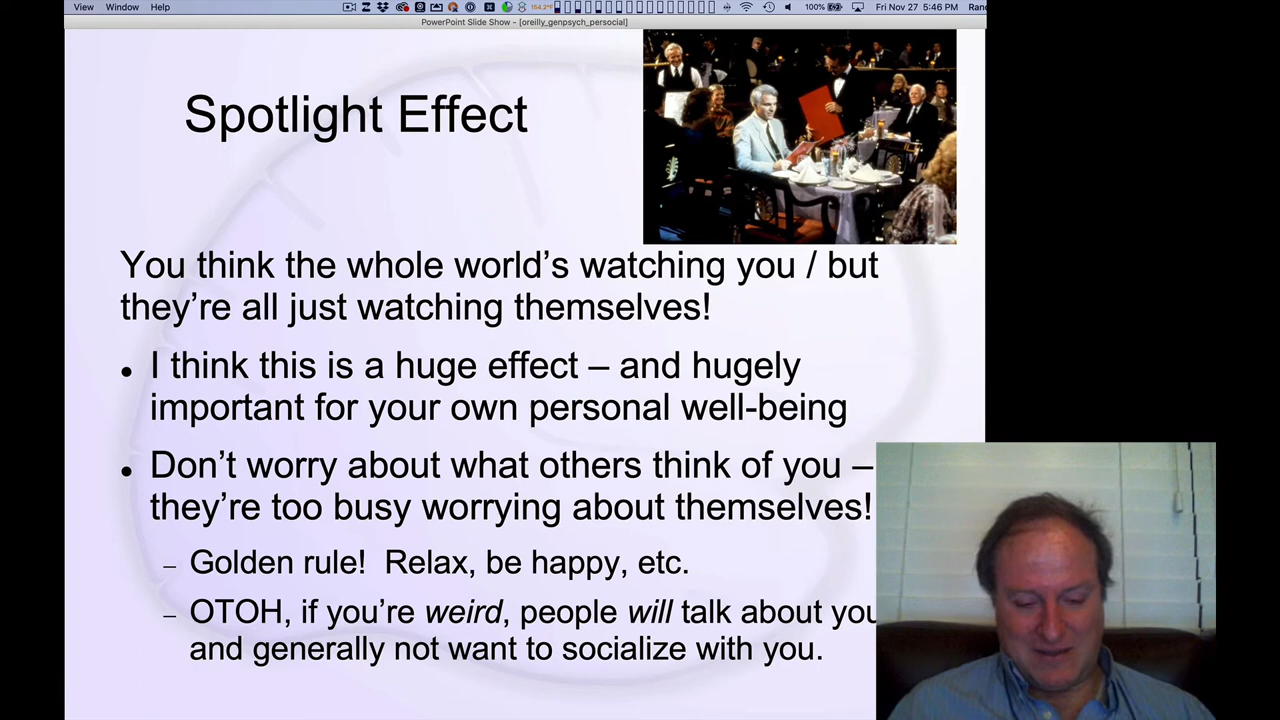 View Window Help 154.2°F 100% Fri Nov 27 5:46 PM Rand
PowerPoint Slide Show - [oreilly_genpsych_persocial]
Spotlight Effect
You think the whole world’s watching you / but
they’re all just watching themselves!
● I think this is a huge effect – and hugely
important for your own personal well-being
● Don’t worry about what others think of you –
they’re too busy worrying about themselves!
– Golden rule! Relax, be happy, etc.
– OTOH, if you’re weird, people will talk about you
and generally not want to socialize with you.